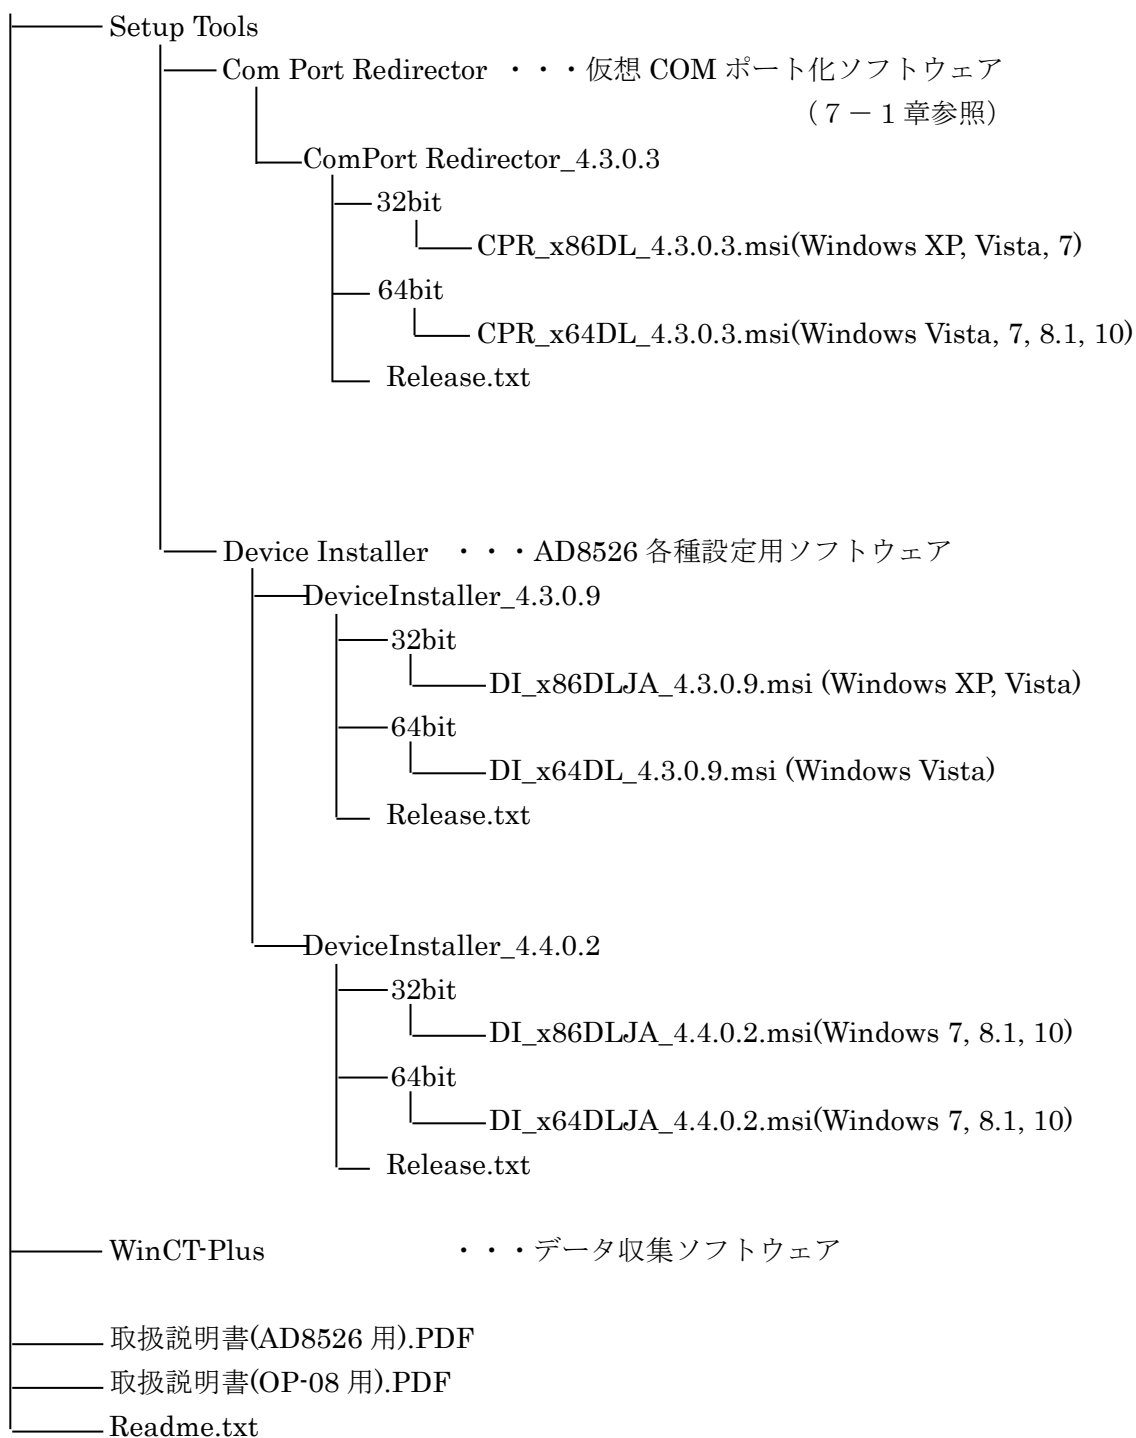 Setup Tools
Com Port Redirector ・・・仮想 COM ポート化ソフトウェア
（７－１章参照）
ComPort Redirector_4.3.0.3
32bit
CPR_x86DL_4.3.0.3.msi(Windows XP, Vista, 7)
64bit
CPR_x64DL_4.3.0.3.msi(Windows Vista, 7, 8.1, 10)
Release.txt
Device Installer ・・・AD8526 各種設定用ソフトウェア
DeviceInstaller_4.3.0.9
32bit
DI_x86DLJA_4.3.0.9.msi (Windows XP, Vista)
64bit
DI_x64DL_4.3.0.9.msi (Windows Vista)
Release.txt
DeviceInstaller_4.4.0.2
32bit
DI_x86DLJA_4.4.0.2.msi(Windows 7, 8.1, 10)
64bit
DI_x64DLJA_4.4.0.2.msi(Windows 7, 8.1, 10)
Release.txt
WinCT-Plus ・・・データ収集ソフトウェア
取扱説明書(AD8526 用).PDF
取扱説明書(OP-08 用).PDF
Readme.txt